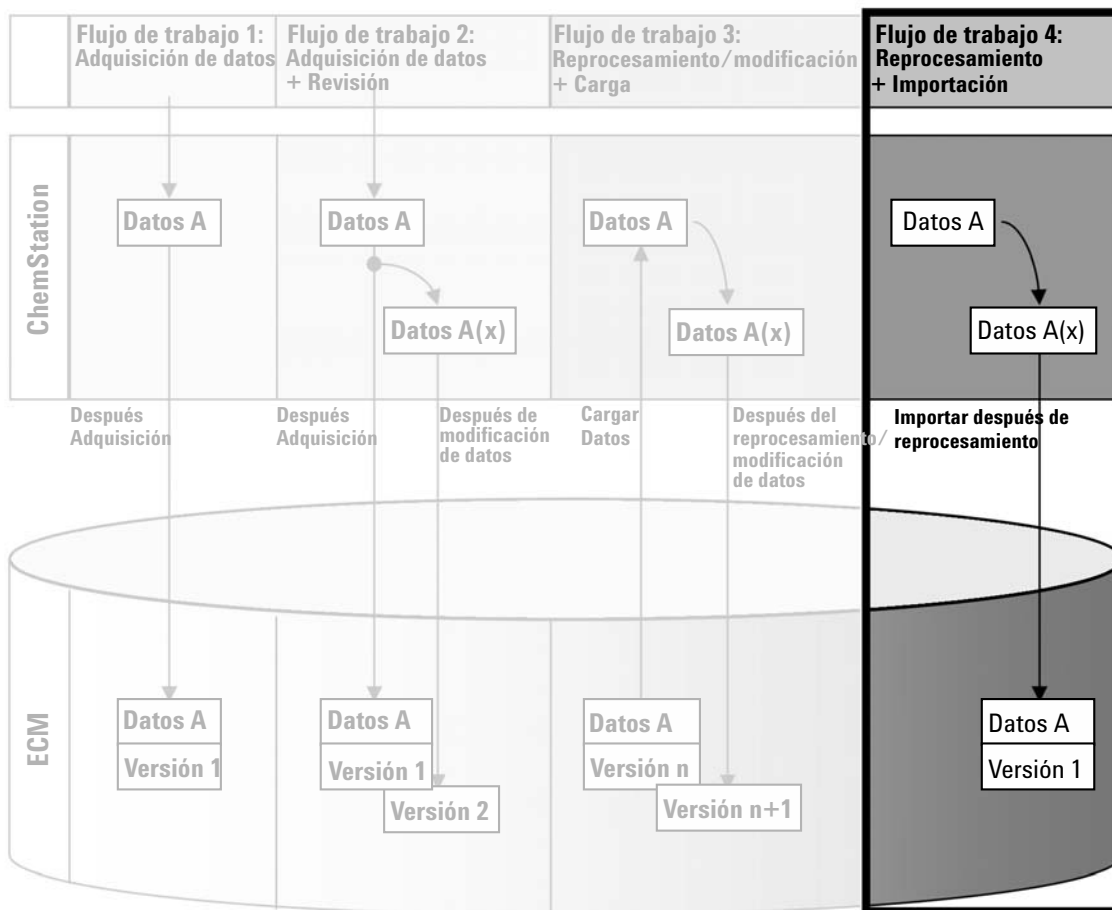 Flujo de trabajo 1:
Adquisición de datos
Flujo de trabajo 2:
Adquisición de datos
+ Revisión
Flujo de trabajo 3:
Reprocesamiento/modificación
+ Carga
Flujo de trabajo 4:
Reprocesamiento
+ Importación
ChemStation
Datos A
Datos A
Datos A(x)
Datos A
Datos A(x)
Datos A
Datos A(x)
Después
Adquisición
Después
Adquisición
Después de
modificación
de datos
Cargar
Datos
Después del
reprocesamiento/
modificación
de datos
Importar después de
reprocesamiento
ECM
Datos A
Versión 1
Datos A
Versión 1
Versión 2
Datos A
Versión n
Versión n+1
Datos A
Versión 1